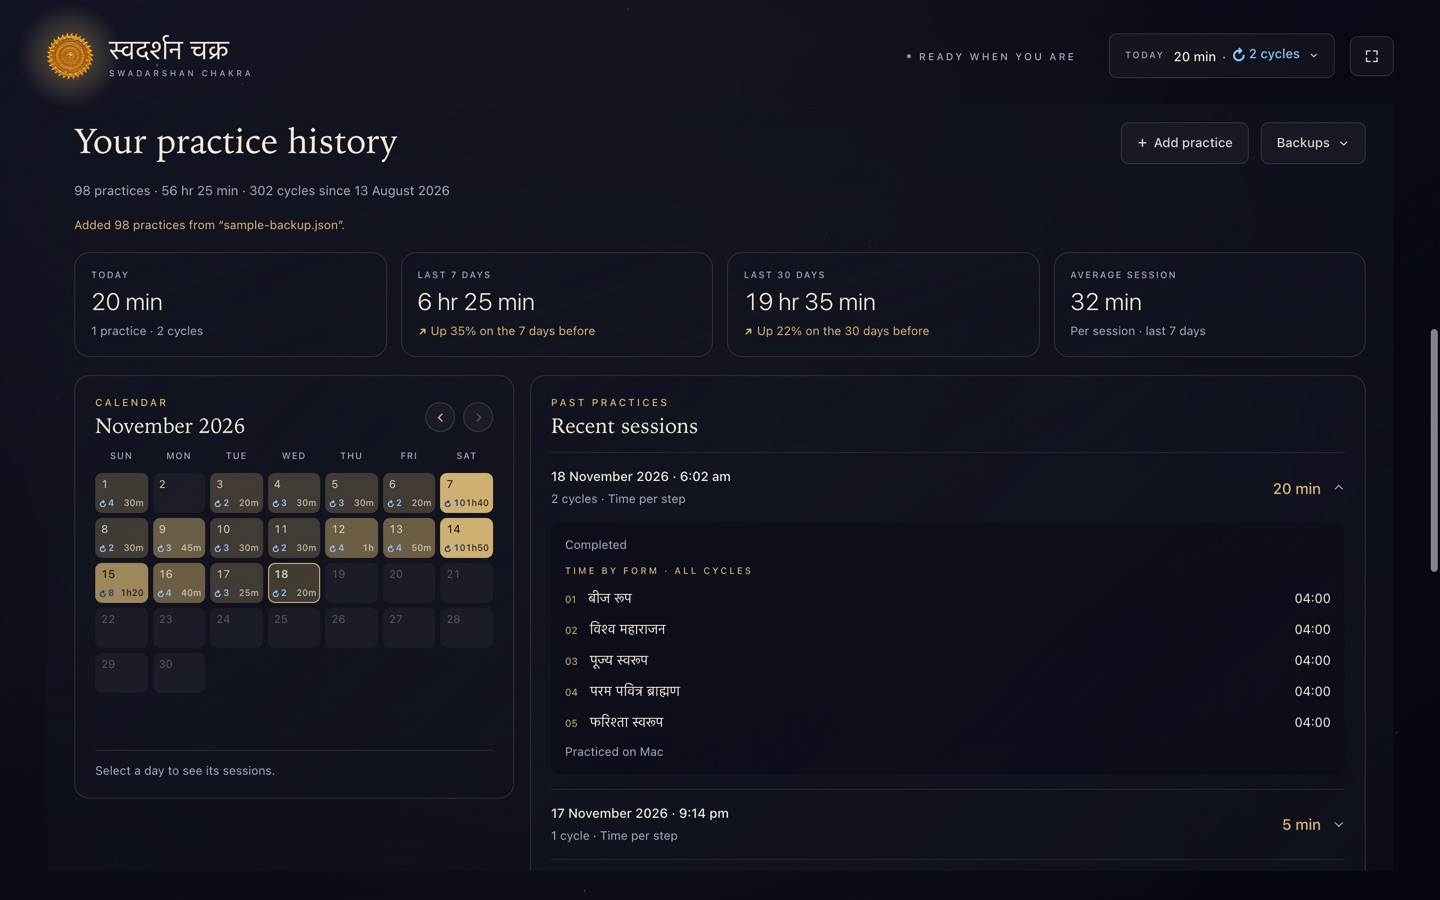 स्वदर्शन चक्र
SWADARSHAN CHAKRA
READY WHEN YOU ARE
TODAY 20 min · 2 cycles
Your practice history
+ Add practice
Backups
98 practices · 56 hr 25 min · 302 cycles since 13 August 2026
Added 98 practices from “sample-backup.json”.
TODAY
20 min
1 practice · 2 cycles
LAST 7 DAYS
6 hr 25 min
Up 35% on the 7 days before
LAST 30 DAYS
19 hr 35 min
Up 22% on the 30 days before
AVERAGE SESSION
32 min
Per session · last 7 days
CALENDAR
November 2026
SUN MON TUE WED THU FRI SAT
1 2 3 4 5 6 7
4 30m 2 20m 3 30m 3 30m 2 20m 10 1h40
8 9 10 11 12 13 14
2 30m 3 45m 3 30m 2 30m 4 1h 4 50m 10 1h50
15 16 17 18 19 20 21
8 1h20 4 40m 3 25m 2 20m
22 23 24 25 26 27 28
29 30
Select a day to see its sessions.
PAST PRACTICES
Recent sessions
18 November 2026 · 6:02 am
2 cycles · Time per step
20 min
Completed
TIME BY FORM · ALL CYCLES
01 बीज रूप 04:00
02 विश्व महाराजन 04:00
03 पूज्य स्वरूप 04:00
04 परम पवित्र ब्राह्मण 04:00
05 फरिश्ता स्वरूप 04:00
Practiced on Mac
17 November 2026 · 9:14 pm
1 cycle · Time per step
5 min